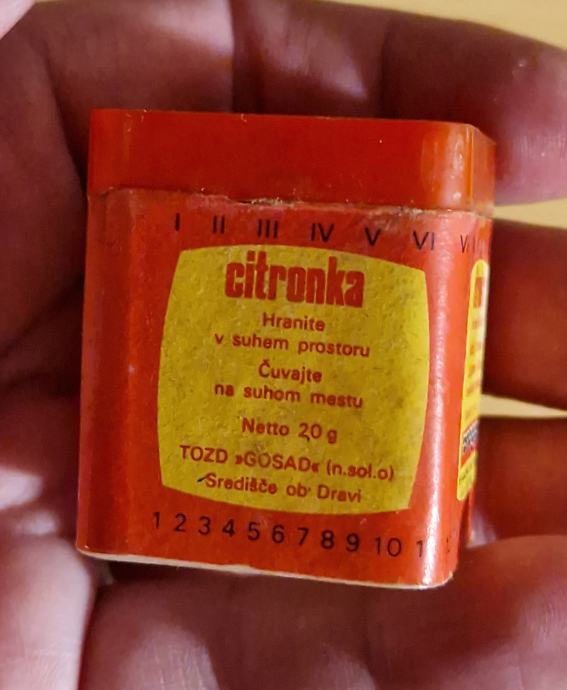 I II III IV V VI
citronka
Hranite
v suhem prostoru
Čuvajte
na suhom mestu
Netto 20 g
TOZD »GOSAD« (n.sol.o)
Središče ob Dravi
1 2 3 4 5 6 7 8 9 10